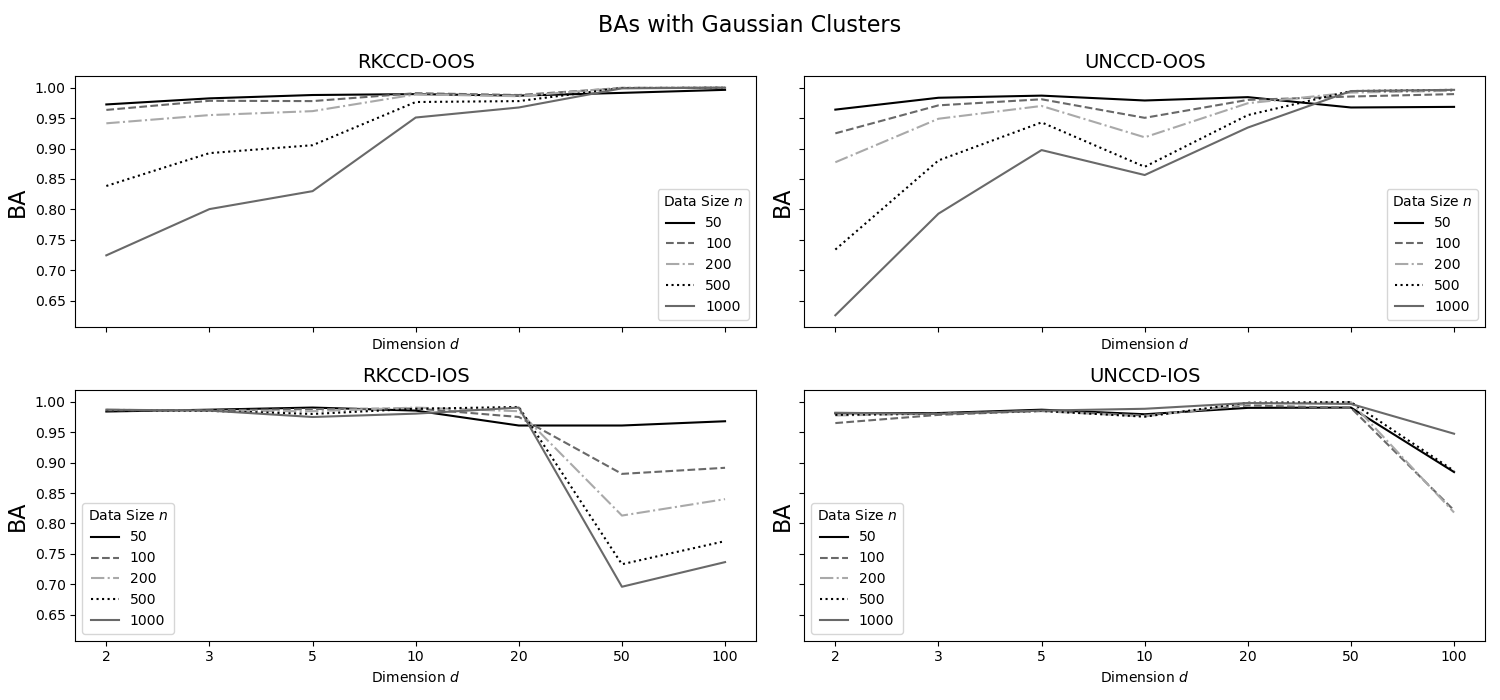 BAs with Gaussian Clusters
RKCCD-OOS
UNCCD-OOS
BA
1.00
0.95
0.90
0.85
0.80
0.75
0.70
0.65
Data Size n
50
100
200
500
1000
Dimension d
BA
Data Size n
50
100
200
500
1000
Dimension d
RKCCD-IOS
UNCCD-IOS
BA
1.00
0.95
0.90
0.85
0.80
0.75
0.70
0.65
Data Size n
50
100
200
500
1000
2 3 5 10 20 50 100
Dimension d
BA
Data Size n
50
100
200
500
1000
2 3 5 10 20 50 100
Dimension d